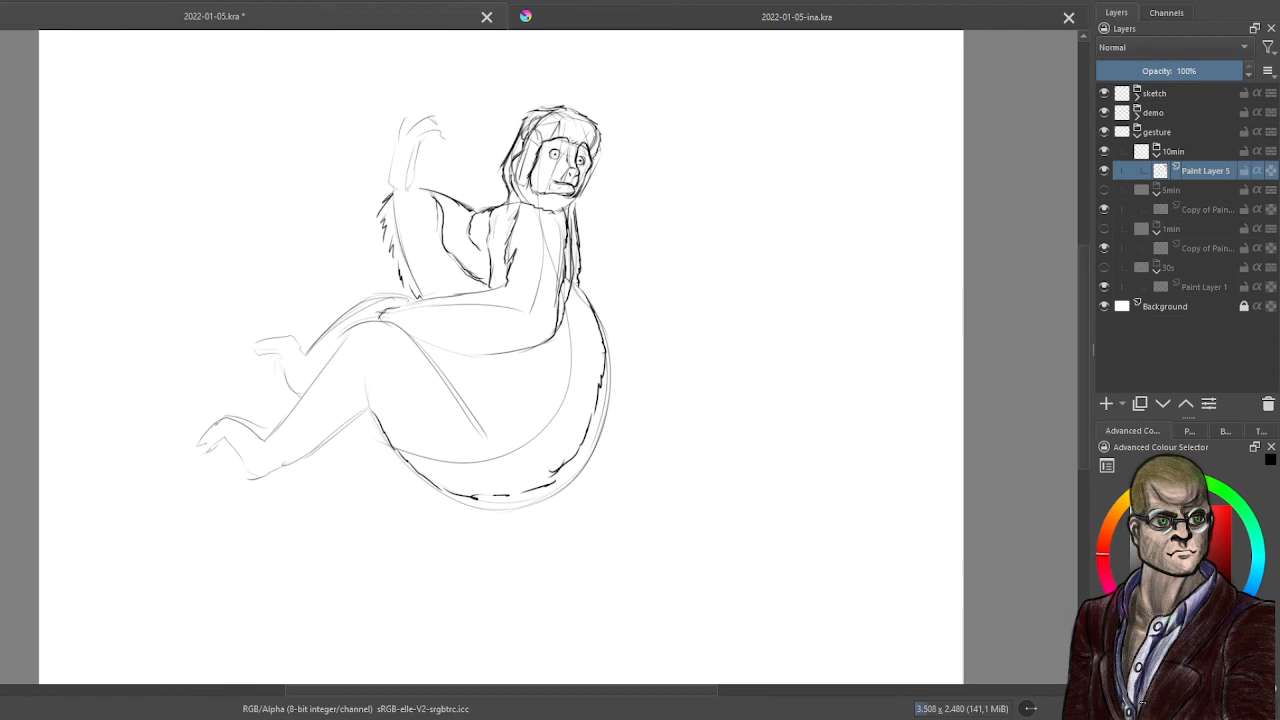 2022-01-05.kra *
2022-01-05-ina.kra
Layers
Channels
Layers
Normal
Opacity: 100%
sketch
demo
gesture
10min
Paint Layer 5
5min
Copy of Pain...
1min
Copy of Pain...
30s
Paint Layer 1
Background
Advanced Co...
P...
B...
T...
Advanced Colour Selector
RGB/Alpha (8-bit integer/channel) sRGB-elle-V2-srgbtrc.icc
3.508 x 2.480 (141,1 MiB)